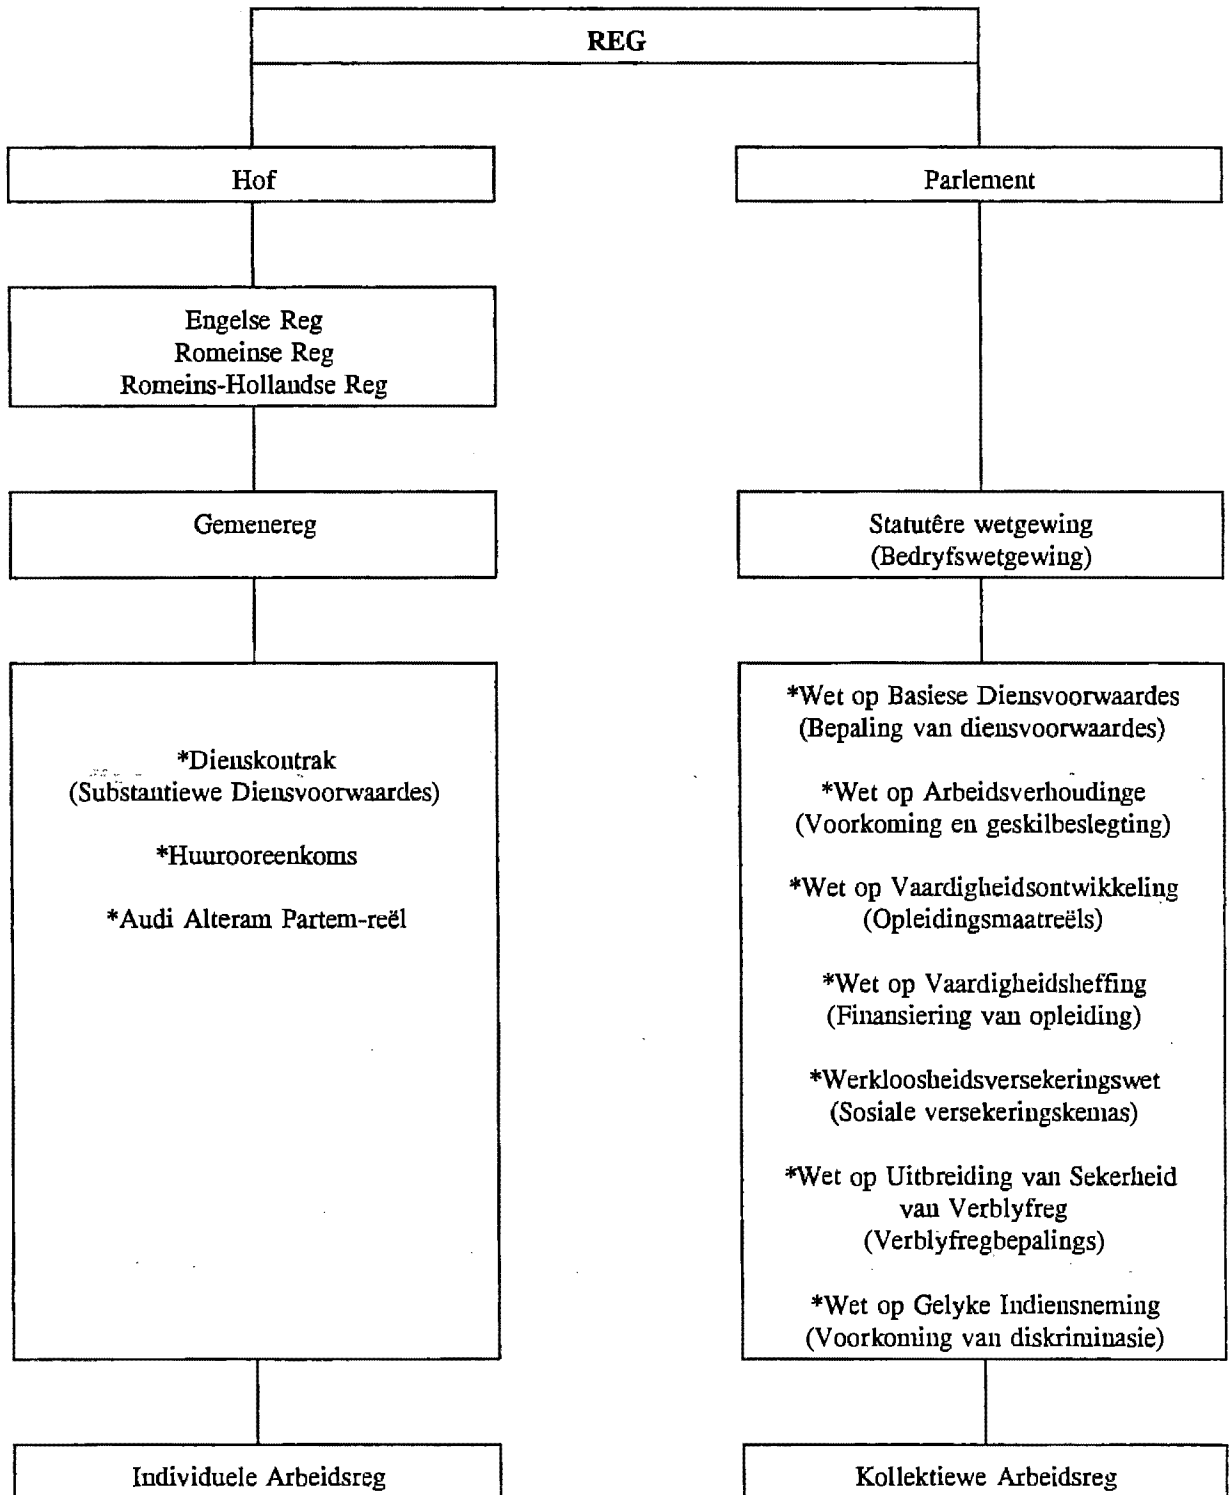 REG
Hof
Parlement
Engelse Reg
Romeinse Reg
Romeins-Hollandse Reg
Gemenereg
Statutêre wetgewing
(Bedryfswetgewing)
*Dienskontrak
(Substantiewe Diensvoorwaardes)
*Huurooreenkoms
*Audi Alteram Partem-reël
*Wet op Basiese Diensvoorwaardes
(Bepaling van diensvoorwaardes)
*Wet op Arbeidsverhoudinge
(Voorkoming en geskilbeslegting)
*Wet op Vaardigheidsontwikkeling
(Opleidingsmaatreëls)
*Wet op Vaardigheidsheffing
(Finansiering van opleiding)
*Werkloosheidsversekeringswet
(Sosiale versekeringskemas)
*Wet op Uitbreiding van Sekerheid
van Verblyfreg
(Verblyfregbepalings)
*Wet op Gelyke Indiensneming
(Voorkoming van diskriminasie)
Individuele Arbeidsreg
Kollektiewe Arbeidsreg